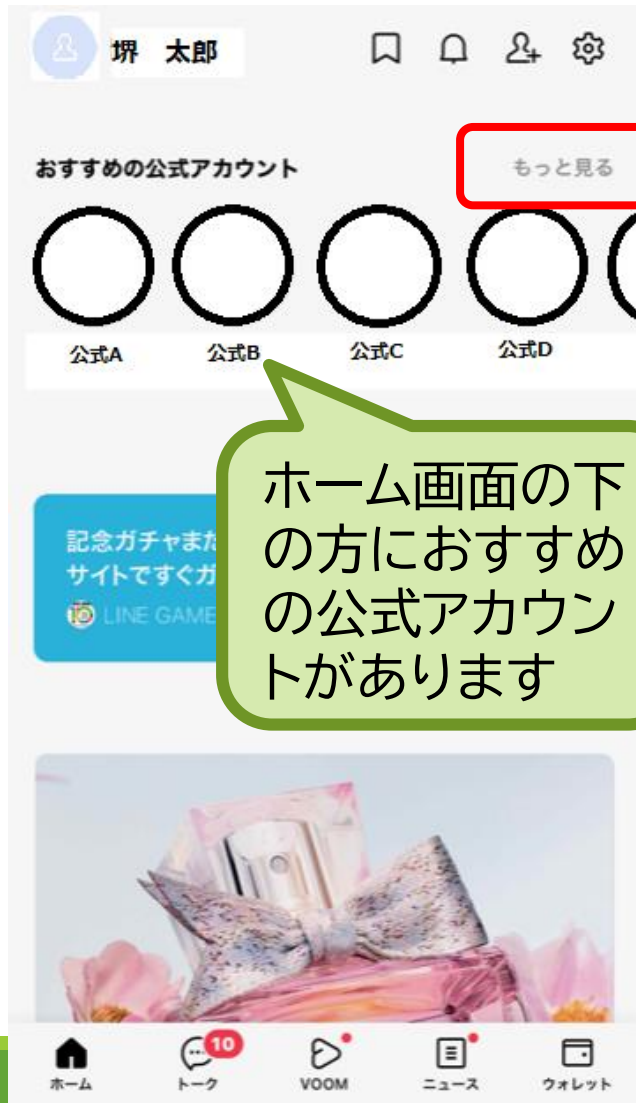 堺　太郎
おすすめの公式アカウント
もっと見る
公式A
公式B
公式C
公式D
ホーム画面の下
の方におすすめ
の公式アカウン
トがあります
記念ガチャまた
サイトですぐガ
LINE GAME
10
ホーム
トーク
VOOM
ニュース
ウォレット